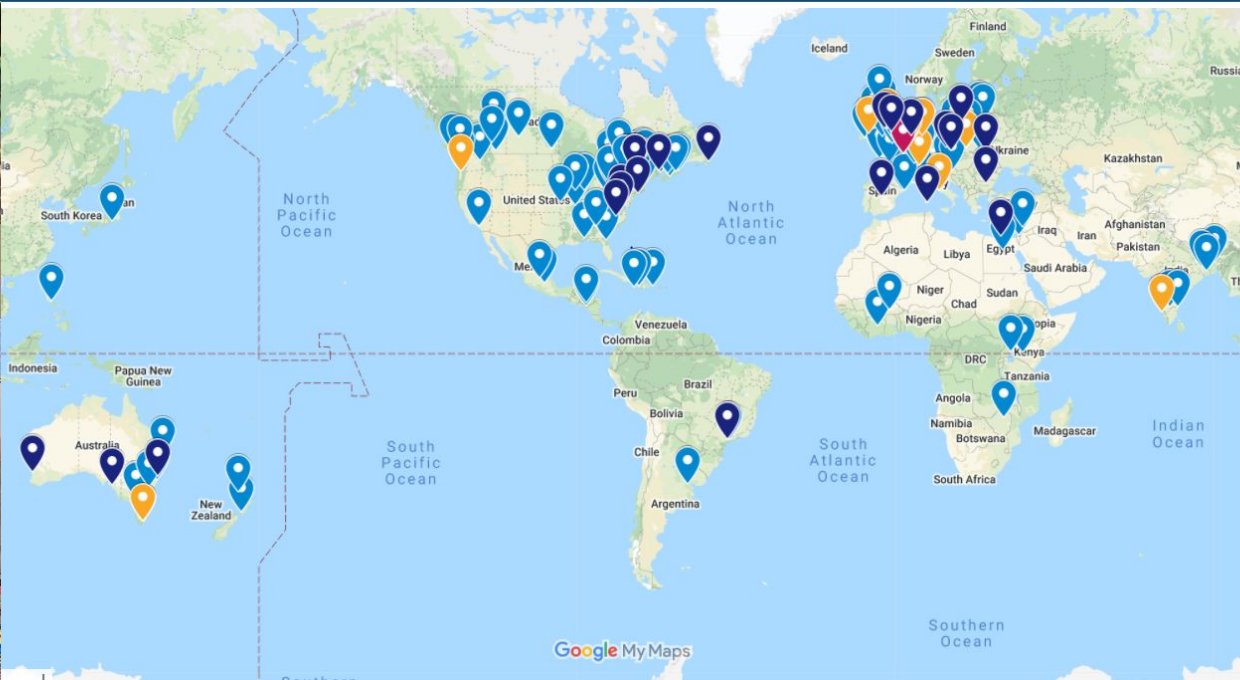 Finland
Iceland
Sweden
Norway
Russia
Ukraine
Kazakhstan
South Korea
North
Pacific
Ocean
United States
North
Atlantic
Ocean
Spain
Afghanistan
Iraq
Iran
Pakistan
Algeria
Libya
Egypt
Saudi Arabia
India
Niger
Chad
Sudan
Nigeria
Venezuela
Colombia
Kenya
DRC
Tanzania
Indonesia
Papua New
Guinea
Peru
Brazil
Angola
Bolivia
Namibia
Botswana
Madagascar
Indian
Ocean
Australia
South
Pacific
Ocean
Chile
South
Atlantic
Ocean
South Africa
Argentina
New
Zealand
Southern
Ocean
Google My Maps
Southern